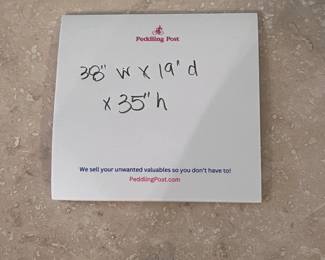 Peddling Post
38" w x 19" d
x 35" h
We sell your unwanted valuables so you don't have to!
PeddlingPost.com